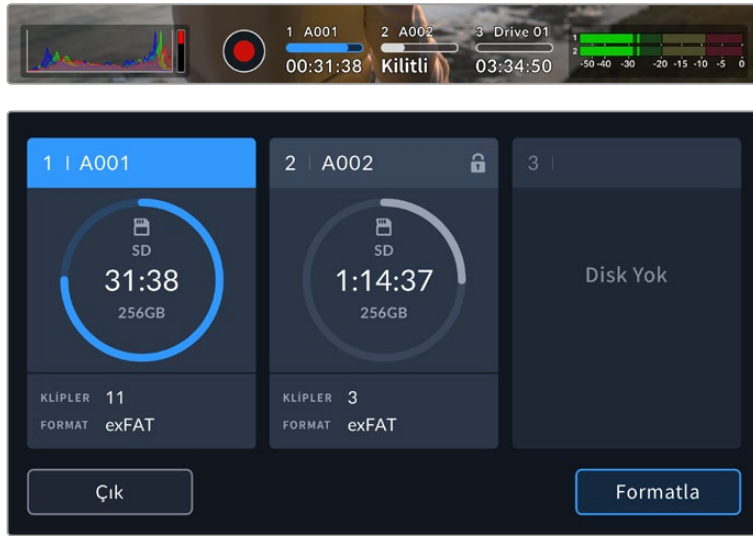 1 A001 2 A002 3 Drive 01
00:31:38 Kilitli 03:34:50
1
2
-50 -40 -30 -20 -15 -10 -5 0
1 | A001
SD
31:38
256GB
KLİPLER 11
FORMAT exFAT
2 | A002
SD
1:14:37
256GB
KLİPLER 3
FORMAT exFAT
3 |
Disk Yok
Çık
Formatla